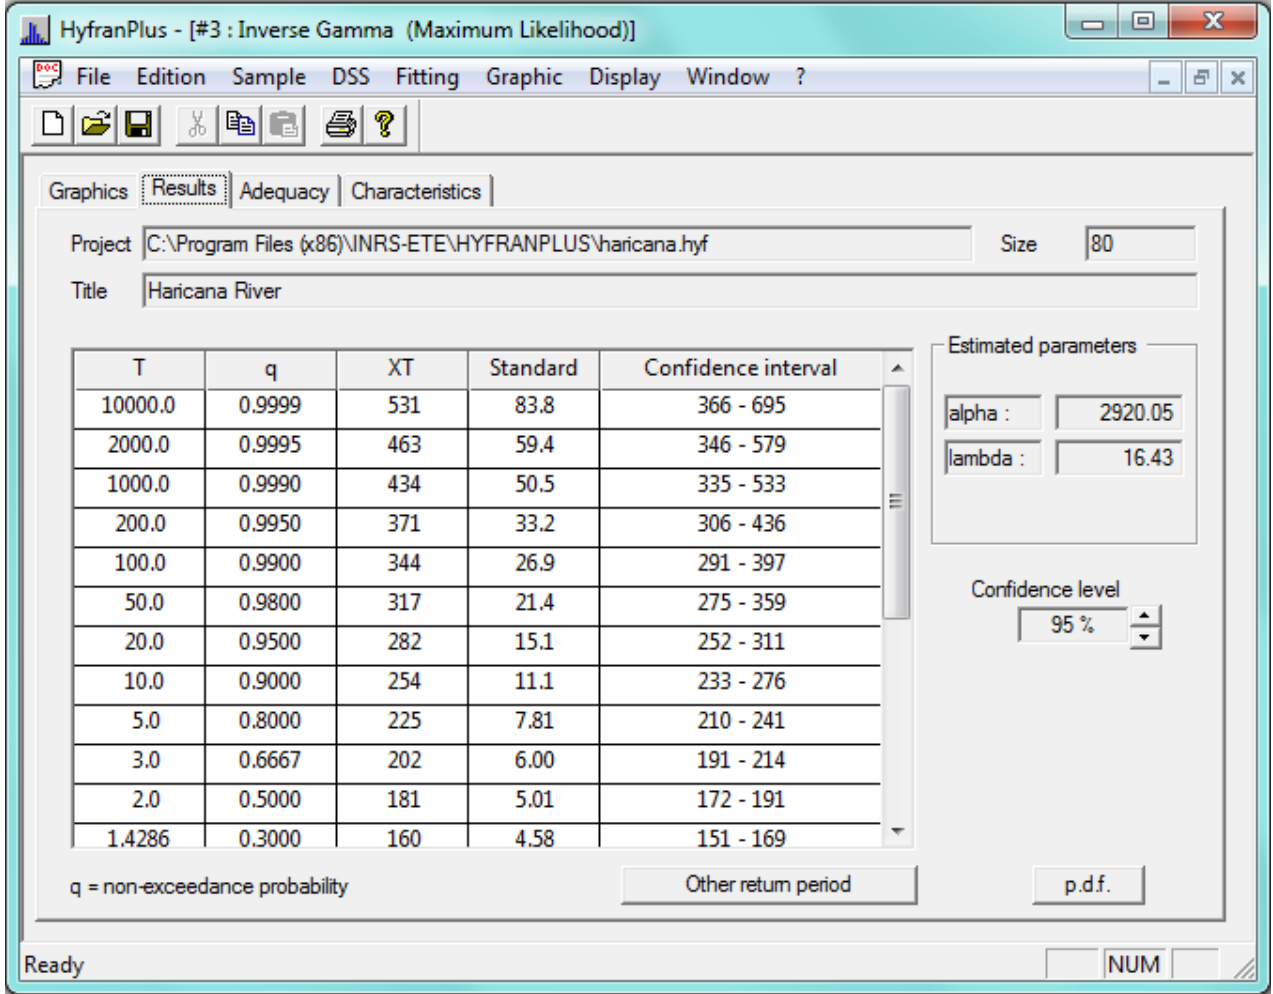 HyfranPlus - [#3 : Inverse Gamma  (Maximum Likelihood)]
DOC File Edition Sample DSS Fitting Graphic Display Window ?
Graphics Results Adequacy Characteristics
Project C:\Program Files (x86)\INRS-ETE\HYFRANPLUS\haricana.hyf Size 80
Title Haricana River
Estimated parameters
T q XT Standard Confidence interval
10000.0 0.9999 531 83.8 366 - 695
alpha : 2920.05
2000.0 0.9995 463 59.4 346 - 579
lambda : 16.43
1000.0 0.9990 434 50.5 335 - 533
200.0 0.9950 371 33.2 306 - 436
100.0 0.9900 344 26.9 291 - 397
Confidence level
50.0 0.9800 317 21.4 275 - 359
95 %
20.0 0.9500 282 15.1 252 - 311
10.0 0.9000 254 11.1 233 - 276
5.0 0.8000 225 7.81 210 - 241
3.0 0.6667 202 6.00 191 - 214
2.0 0.5000 181 5.01 172 - 191
1.4286 0.3000 160 4.58 151 - 169
q = non-exceedance probability Other return period p.d.f.
Ready NUM